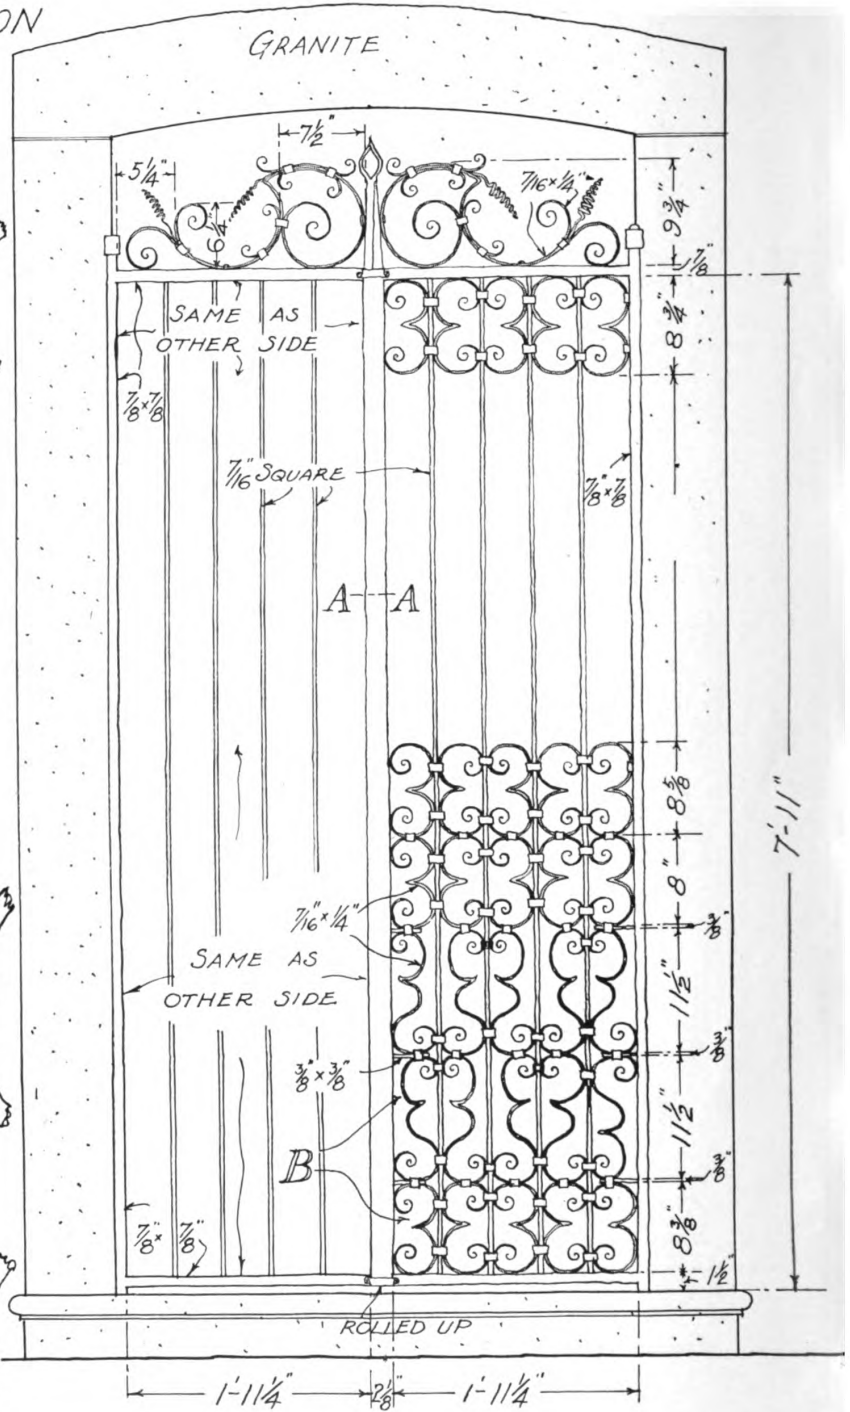 ON
GRANITE
7½"
5¼"
6¼"
7/16 × ¼"
9¾"
7/8"
8¾"
SAME AS
OTHER SIDE
7/8 × 7/8
7/16" SQUARE
7/8" × 7/8
A A
8⅝"
7'-11"
8"
7/16" × ¼"
3/8"
SAME AS
OTHER SIDE
11½"
3/8" × 3/8"
3/8"
11½"
B
3/8"
7/8" × 7/8"
8⅜"
1½"
ROLLED UP
1'-11¼" 2⅛" 1'-11¼"